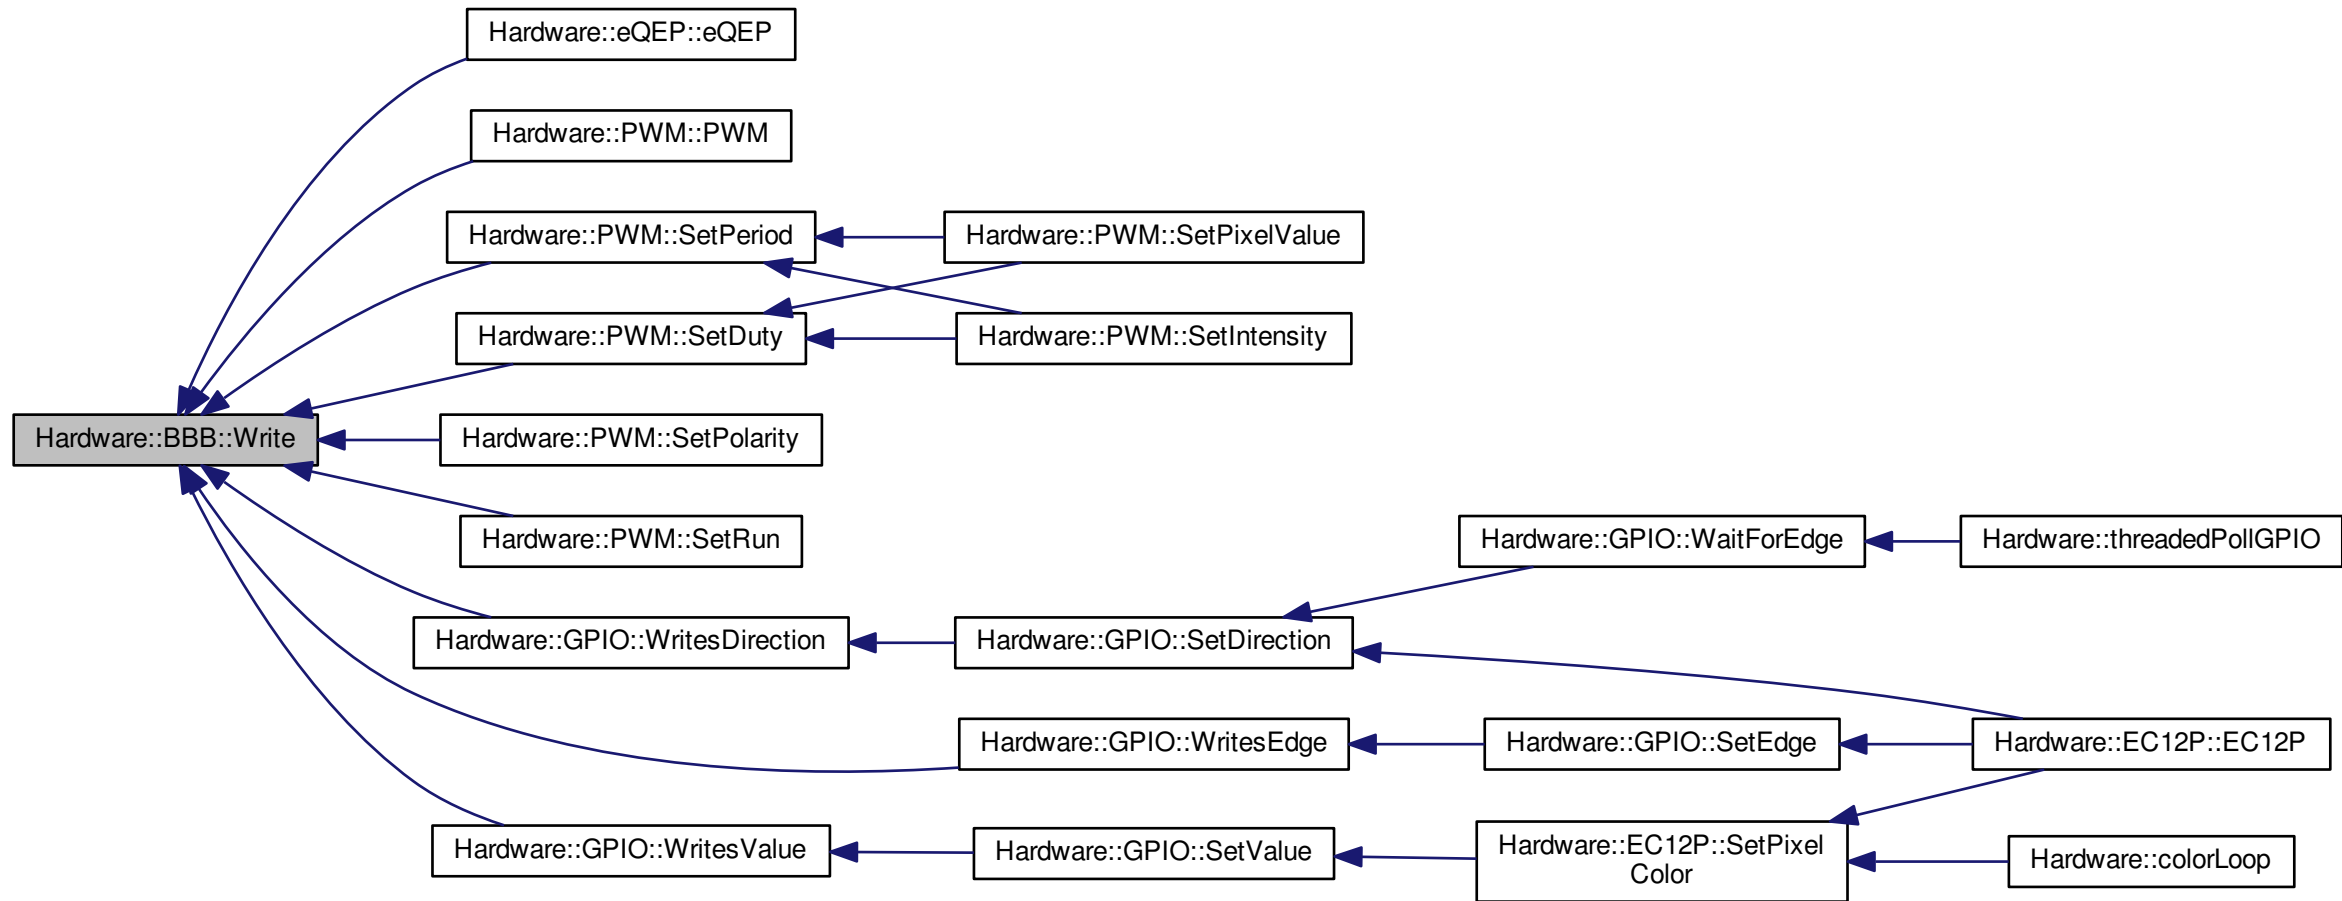 Hardware::eQEP::eQEP
Hardware::PWM::PWM
Hardware::PWM::SetPeriod
Hardware::PWM::SetPixelValue
Hardware::PWM::SetDuty
Hardware::PWM::SetIntensity
Hardware::BBB::Write
Hardware::PWM::SetPolarity
Hardware::PWM::SetRun
Hardware::GPIO::WaitForEdge
Hardware::threadedPollGPIO
Hardware::GPIO::WritesDirection
Hardware::GPIO::SetDirection
Hardware::GPIO::WritesEdge
Hardware::GPIO::SetEdge
Hardware::EC12P::EC12P
Hardware::GPIO::WritesValue
Hardware::GPIO::SetValue
Hardware::EC12P::SetPixel
Color
Hardware::colorLoop